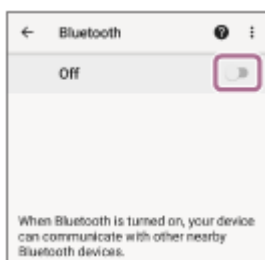 Bluetooth
Off
When Bluetooth is turned on, your device
can communicate with other nearby
Bluetooth devices.